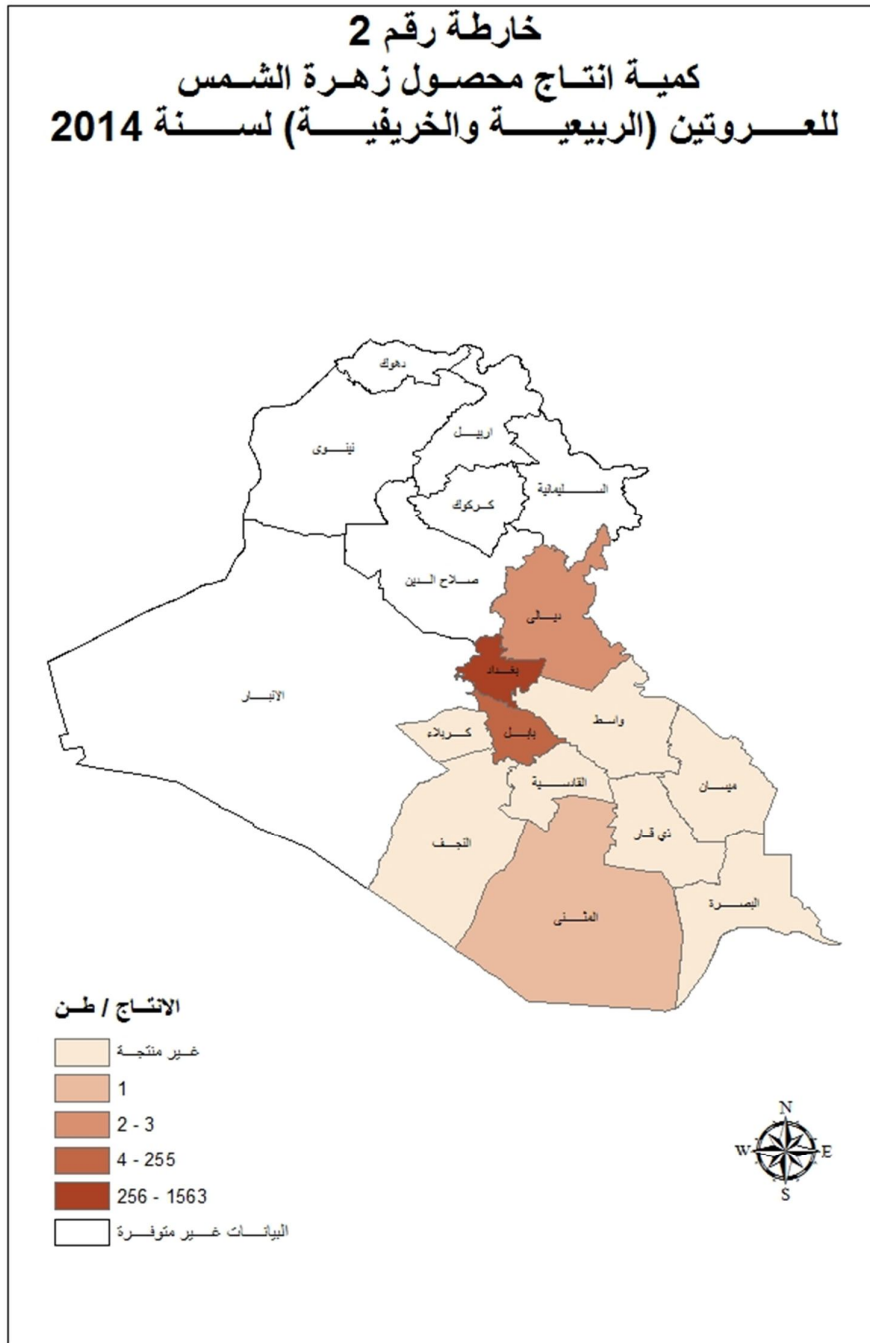 خارطة رقم 2
كمية انتاج محصول زهرة الشمس
للعروتين (الربيعية والخريفية) لسنة 2014
دهوك
نينوى
اربيل
السليمانية
كركوك
صلاح الدين
ديالى
بغداد
الانبار
واسط
كربلاء
بابل
ميسان
القادسية
ذي قار
النجف
البصرة
المثنى
الانتاج / طن
غير منتجة
1
2 - 3
4 - 255
256 - 1563
البيانات غير متوفرة
N
W E
S